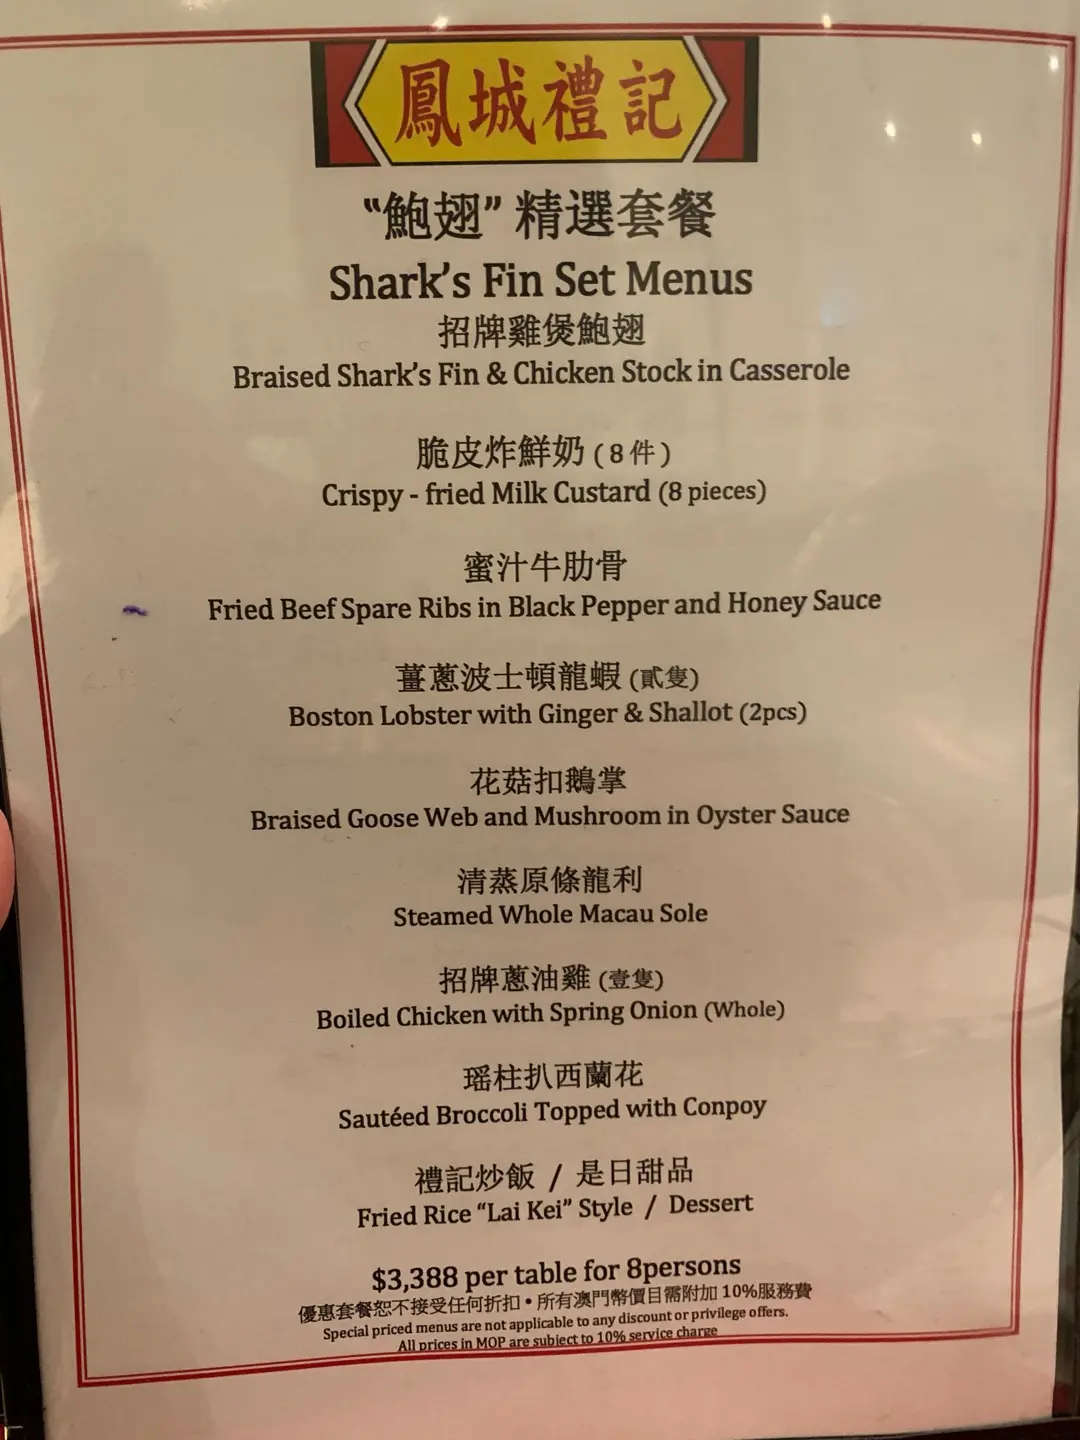 鳳城禮記
“鮑翅” 精選套餐
Shark’s Fin Set Menus
招牌雞煲鮑翅
Braised Shark’s Fin & Chicken Stock in Casserole
脆皮炸鮮奶 ( 8 件 )
Crispy - fried Milk Custard (8 pieces)
蜜汁牛肋骨
Fried Beef Spare Ribs in Black Pepper and Honey Sauce
薑蔥波士頓龍蝦 (貳隻)
Boston Lobster with Ginger & Shallot (2pcs)
花菇扣鵝掌
Braised Goose Web and Mushroom in Oyster Sauce
清蒸原條龍利
Steamed Whole Macau Sole
招牌蔥油雞 (壹隻)
Boiled Chicken with Spring Onion (Whole)
瑤柱扒西蘭花
Sautéed Broccoli Topped with Conpoy
禮記炒飯 / 是日甜品
Fried Rice “Lai Kei” Style / Dessert
$3,388 per table for 8persons
優惠套餐恕不接受任何折扣 • 所有澳門幣價目需附加 10%服務費
Special priced menus are not applicable to any discount or privilege offers.
All prices in MOP are subject to 10% service charge